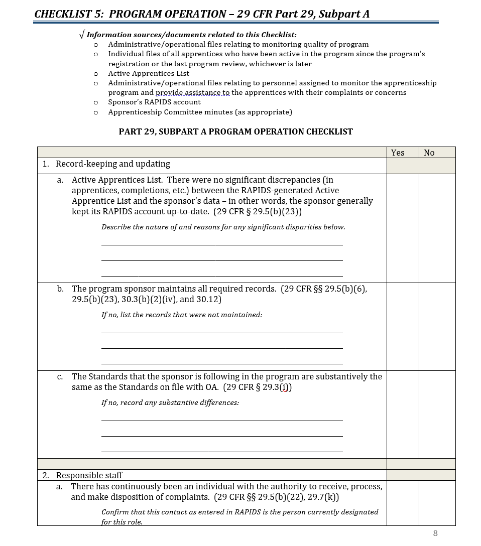 CHECKLIST 5: PROGRAM OPERATION – 29 CFR Part 29, Subpart A
√ Information sources/documents related to this Checklist:
o Administrative/operational files relating to monitoring quality of program
o Individual files of all apprentices who have been active in the program since the program's
registration or the last program review, whichever is later
o Active Apprentices List
o Administrative/operational files relating to personnel assigned to monitor the apprenticeship
program and provide assistance to the apprentices with their complaints or concerns
o Sponsor's RAPIDS account
o Apprenticeship Committee minutes (as appropriate)
PART 29, SUBPART A PROGRAM OPERATION CHECKLIST
Yes No
1. Record-keeping and updating
a. Active Apprentices List. There were no significant discrepancies (in
apprentices, completions, etc.) between the RAPIDS-generated Active
Apprentice List and the sponsor's data – in other words, the sponsor generally
kept its RAPIDS account up-to-date. (29 CFR § 29.5(b)(23))
Describe the nature of and reasons for any significant disparities below.
b. The program sponsor maintains all required records. (29 CFR §§ 29.5(b)(6),
29.5(b)(23), 30.3(b)(2)(iv), and 30.12)
If no, list the records that were not maintained:
c. The Standards that the sponsor is following in the program are substantively the
same as the Standards on file with OA. (29 CFR § 29.3(i))
If no, record any substantive differences:
2. Responsible staff
a. There has continuously been an individual with the authority to receive, process,
and make disposition of complaints. (29 CFR §§ 29.5(b)(22), 29.7(k))
Confirm that this contact as entered in RAPIDS is the person currently designated
for this role.
8